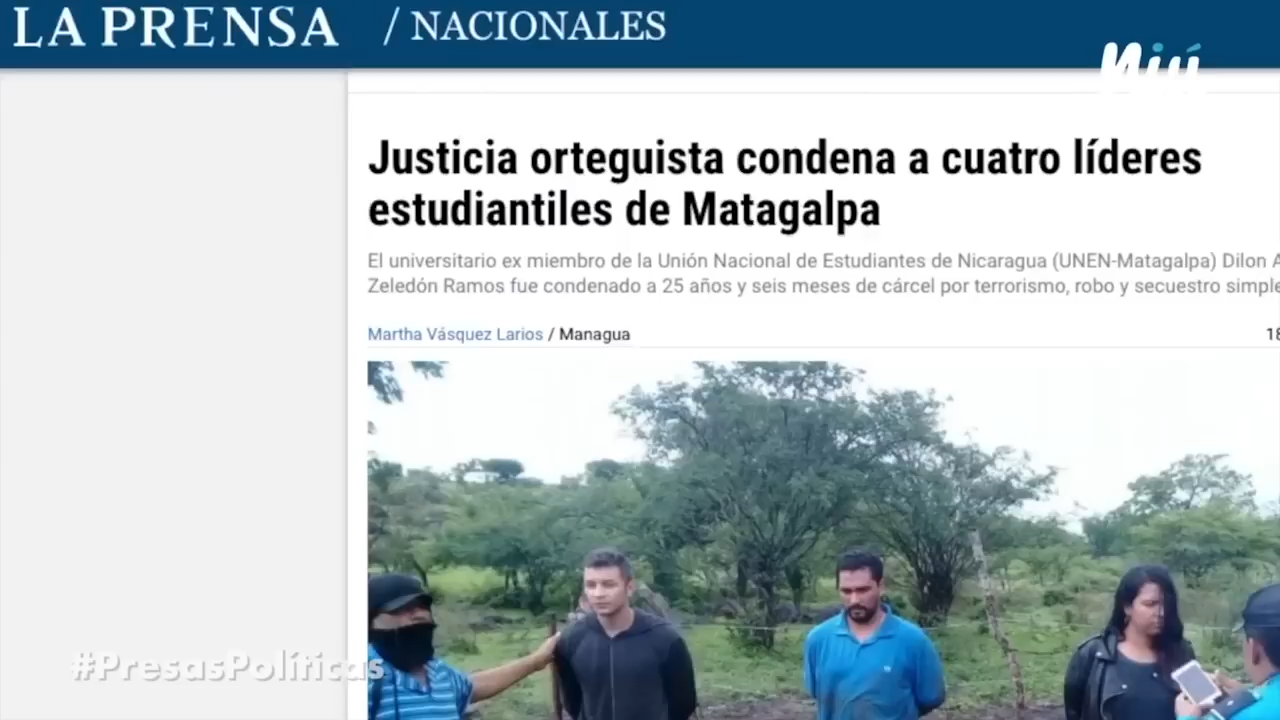 LA PRENSA / NACIONALES
Niú
Justicia orteguista condena a cuatro líderes
estudiantiles de Matagalpa
El universitario ex miembro de la Unión Nacional de Estudiantes de Nicaragua (UNEN-Matagalpa) Dilon A
Zeledón Ramos fue condenado a 25 años y seis meses de cárcel por terrorismo, robo y secuestro simple
Martha Vásquez Larios / Managua
18
#PresasPolíticas